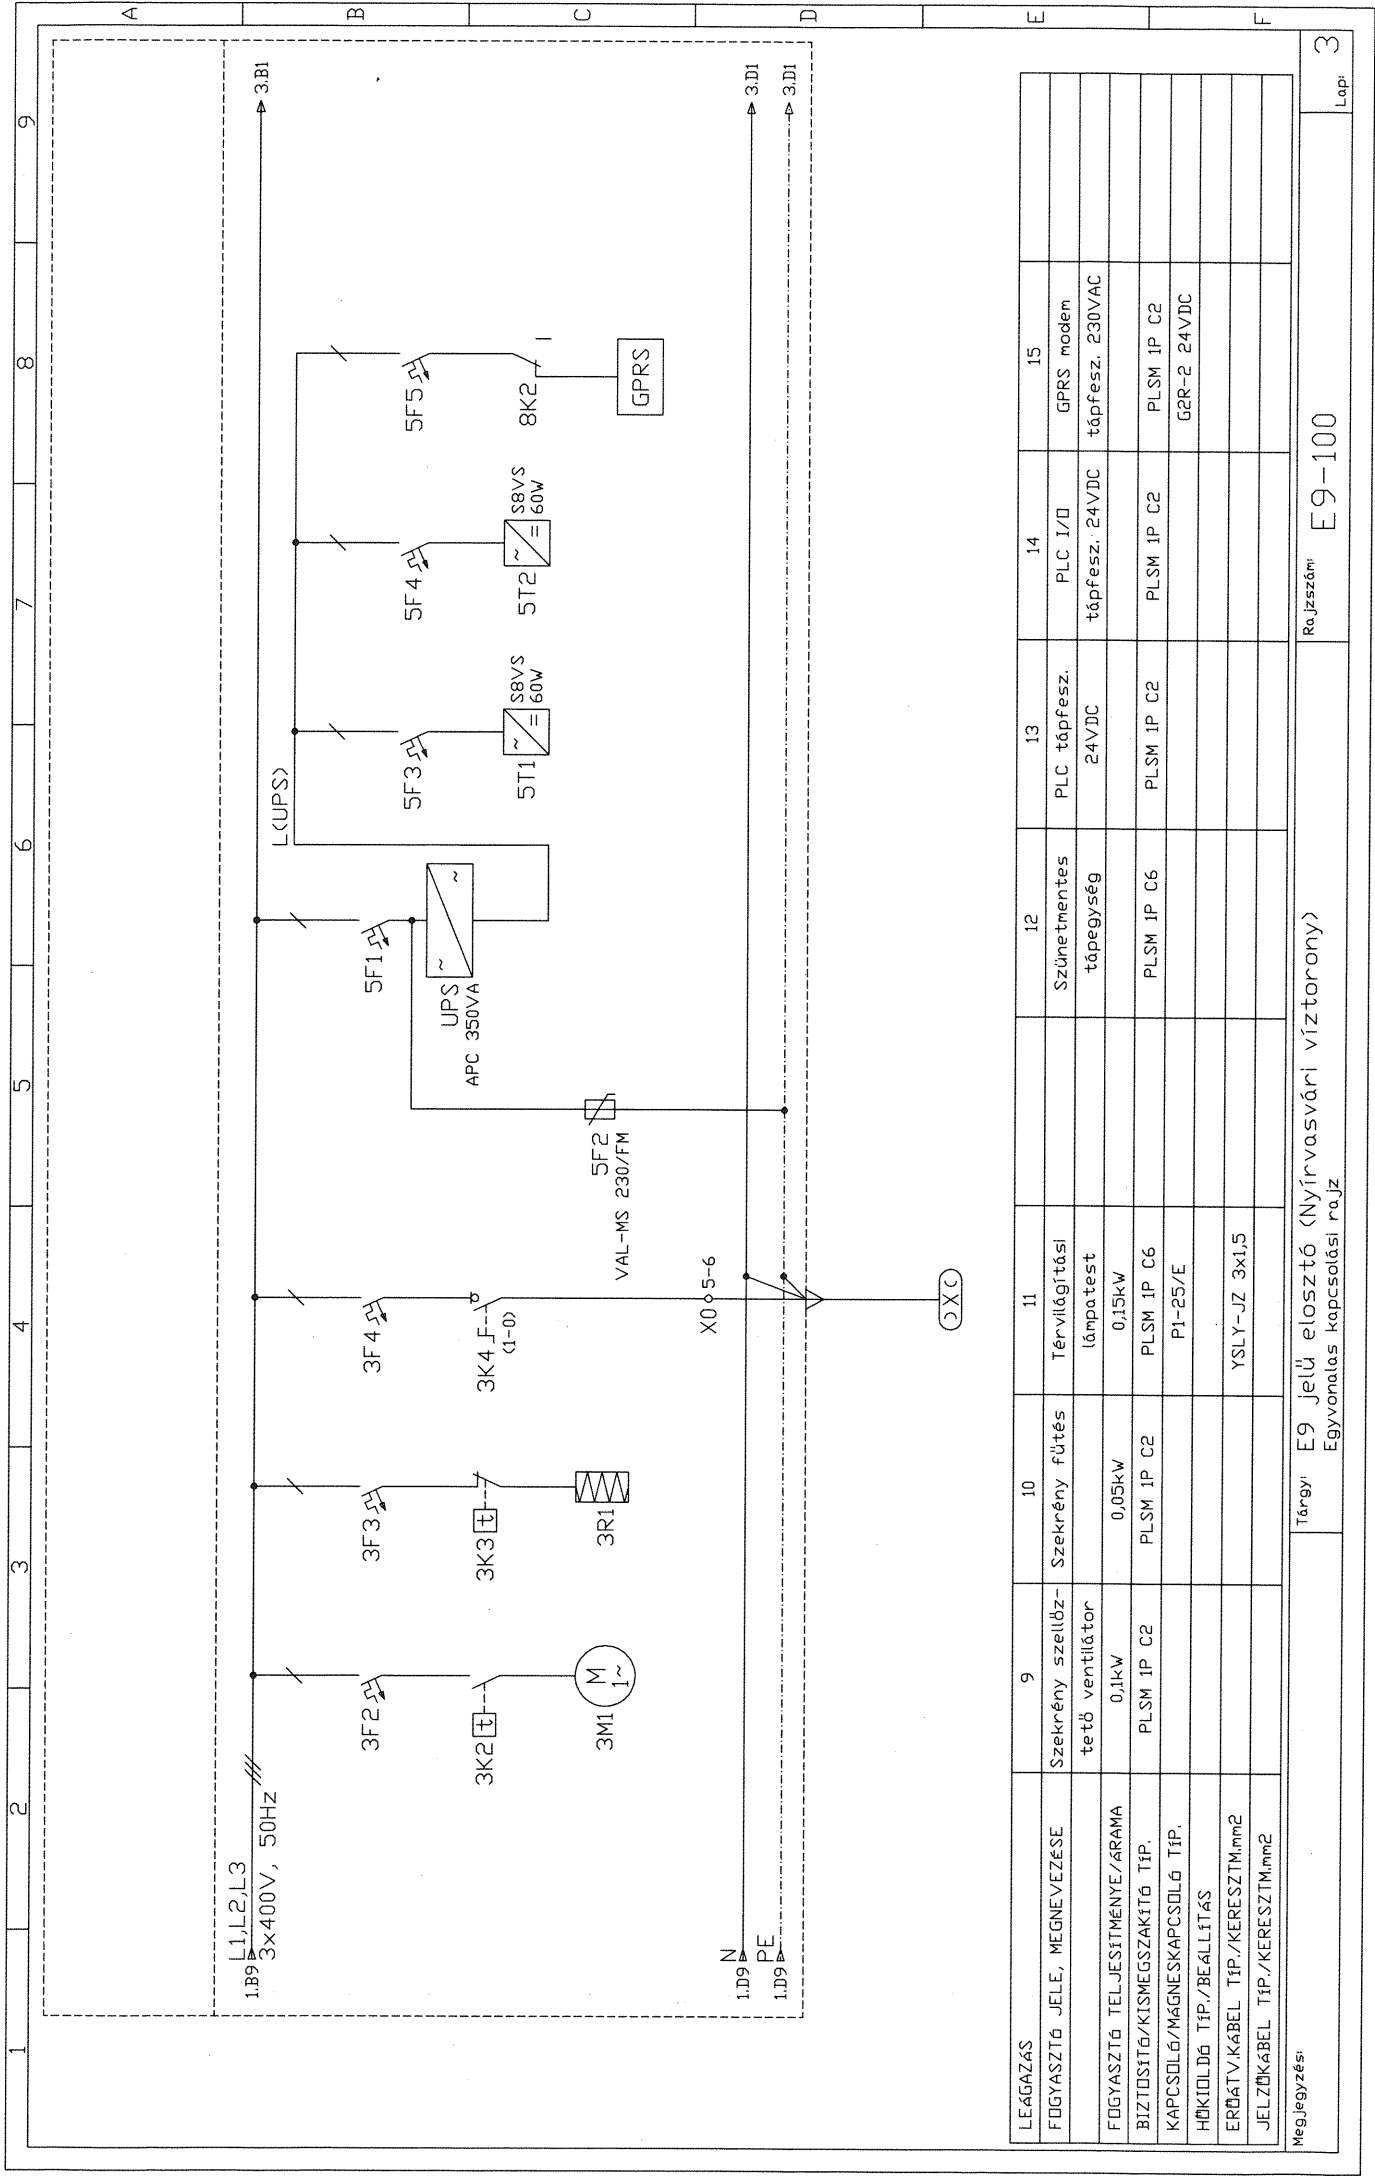 1 2 3 4 5 6 7 8 9
A
B
C
D
E
F
1.B9
L1,L2,L3
3x400V, 50Hz
3.B1
L(UPS)
3F2
3F3
3F4
5F1
5F3
5F4
5F5
3K2 t
3K3 t
3K4
(1-0)
UPS
APC 350VA
~ ~
5T1
~ =
S8VS
60W
5T2
~ =
S8VS
60W
8K2
3M1
M
1~
3R1
5F2
VAL-MS 230/FM
GPRS
X0 5-6
1.D9 N
3.D1
1.D9 PE
3.D1
LEÁGAZÁS 9 10 11 12 13 14 15
FOGYASZTÓ JELE, MEGNEVEZÉSE Szekrény szellőz- Szekrény fűtés Térvilágítási Szünetmentes PLC tápfesz. PLC I/O GPRS modem
tető ventilátor lámpatest tápegység 24VDC tápfesz. 24VDC tápfesz. 230VAC
FOGYASZTÓ TELJESÍTMÉNYE/ÁRAMA 0,1kW 0,05kW 0,15kW
BIZTOSÍTÓ/KISMEGSZAKÍTÓ TÍP. PLSM 1P C2 PLSM 1P C2 PLSM 1P C6 PLSM 1P C6 PLSM 1P C2 PLSM 1P C2 PLSM 1P C2
KAPCSOLÓ/MÁGNESKAPCSOLÓ TÍP. P1-25/E G2R-2 24VDC
HŐKIOLDÓ TÍP./BEÁLLÍTÁS
ERŐÁTV.KÁBEL TÍP./KERESZTM.mm2 YSLY-JZ 3x1,5
JELZŐKÁBEL TÍP./KERESZTM.mm2
Megjegyzés:
Tárgy: E9 jelű elosztó (Nyírvasvári víztorony)
Egyvonalas kapcsolási rajz
Rajzszám: E9-100
Lap: 3